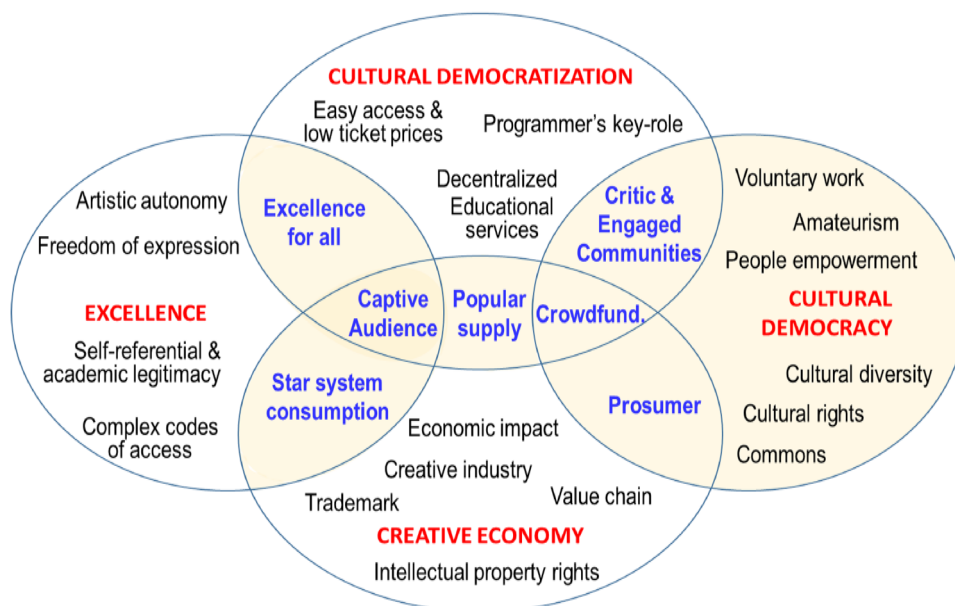 CULTURAL DEMOCRATIZATION
Easy access &
low ticket prices
Programmer's key-role
Decentralized
Educational
services
Artistic autonomy
Freedom of expression
EXCELLENCE
Self-referential &
academic legitimacy
Complex codes
of access
Excellence
for all
Critic &
Engaged
Communities
Voluntary work
Amateurism
People empowerment
CULTURAL
DEMOCRACY
Cultural diversity
Cultural rights
Commons
Captive
Audience
Popular
supply
Crowdfund.
Star system
consumption
Prosumer
Economic impact
Creative industry
Trademark
Value chain
CREATIVE ECONOMY
Intellectual property rights